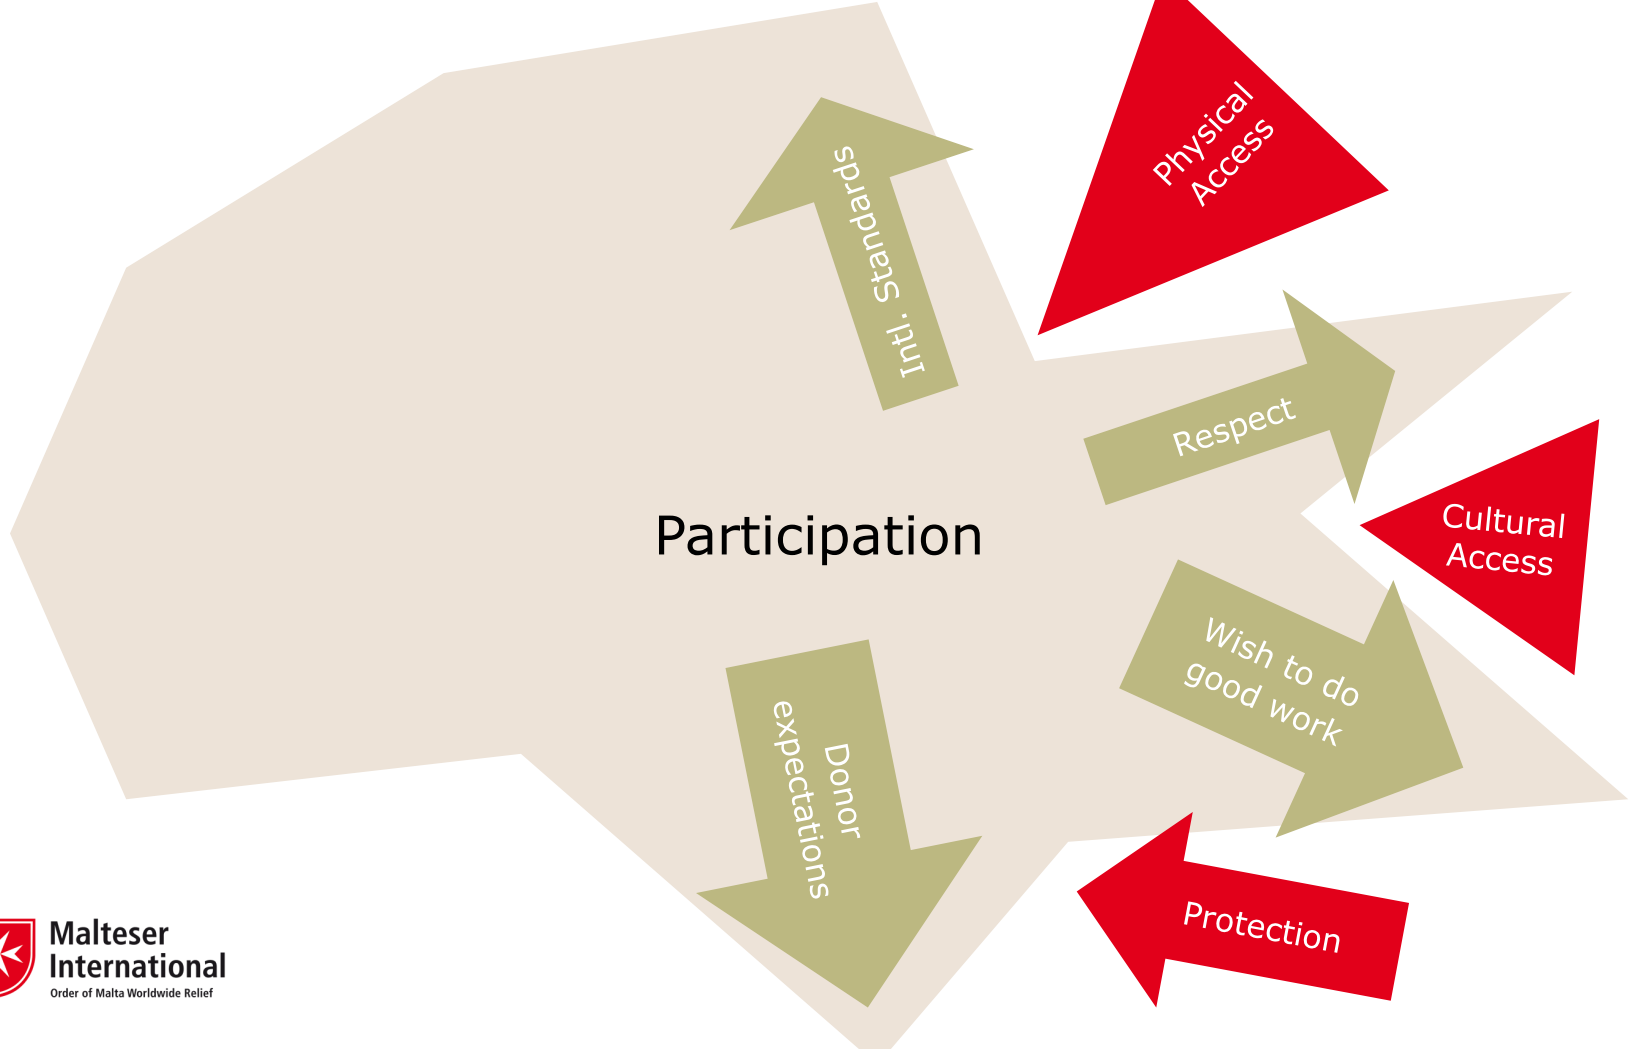 Physical
Access
Intl. Standards
Respect
Cultural
Access
Participation
Wish to do
good work
Donor
expectations
Protection
Malteser
International
Order of Malta Worldwide Relief